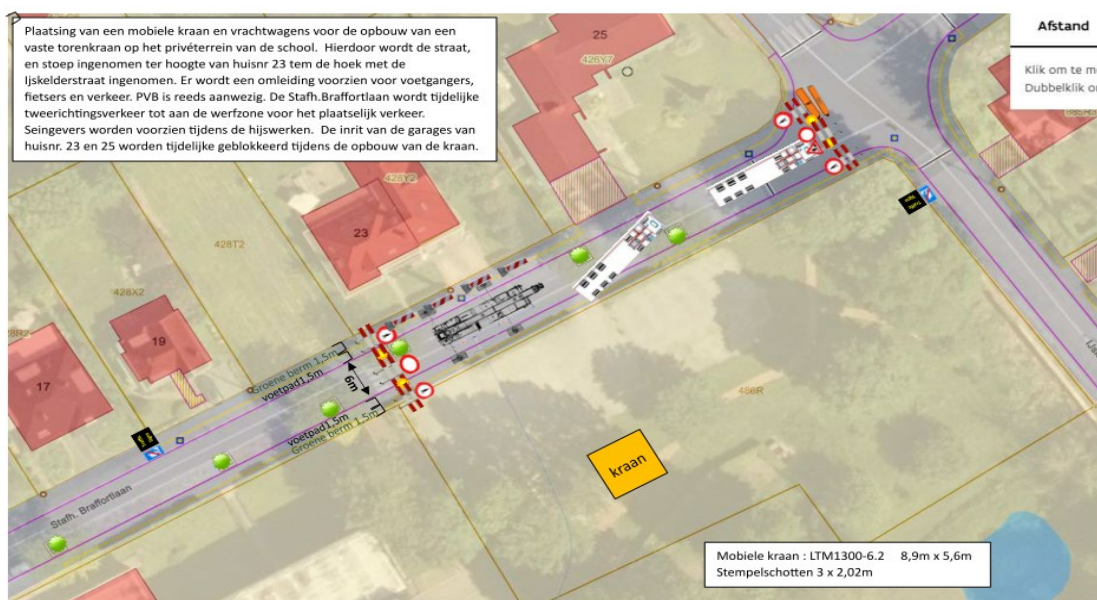 Plaatsing van een mobiele kraan en vrachtwagens voor de opbouw van een
vaste torenkraan op het privéterrein van de school.  Hierdoor wordt de straat,
en stoep ingenomen ter hoogte van huisnr 23 tem de hoek met de
Ijskelderstraat ingenomen. Er wordt een omleiding voorzien voor voetgangers,
fietsers en verkeer. PVB is reeds aanwezig. De Stafh.Braffortlaan wordt tijdelijke
tweerichtingsverkeer tot aan de werfzone voor het plaatselijk verkeer.
Seingevers worden voorzien tijdens de hijswerken.  De inrit van de garages van
huisnr. 23 en 25 worden tijdelijke geblokkeerd tijdens de opbouw van de kraan.
Afstand
Klik om te m
Dubbelklik o
25
428Y7
428Y2
23
428T2
428X2
19
17
Groene berm 1,5m
voetpad1,5m
6m
voetpad1,5m
Groene berm 1,5m
Stafh. Braffortlaan
486R
kraan
Mobiele kraan : LTM1300-6.2    8,9m x 5,6m
Stempelschotten 3 x 2,02m